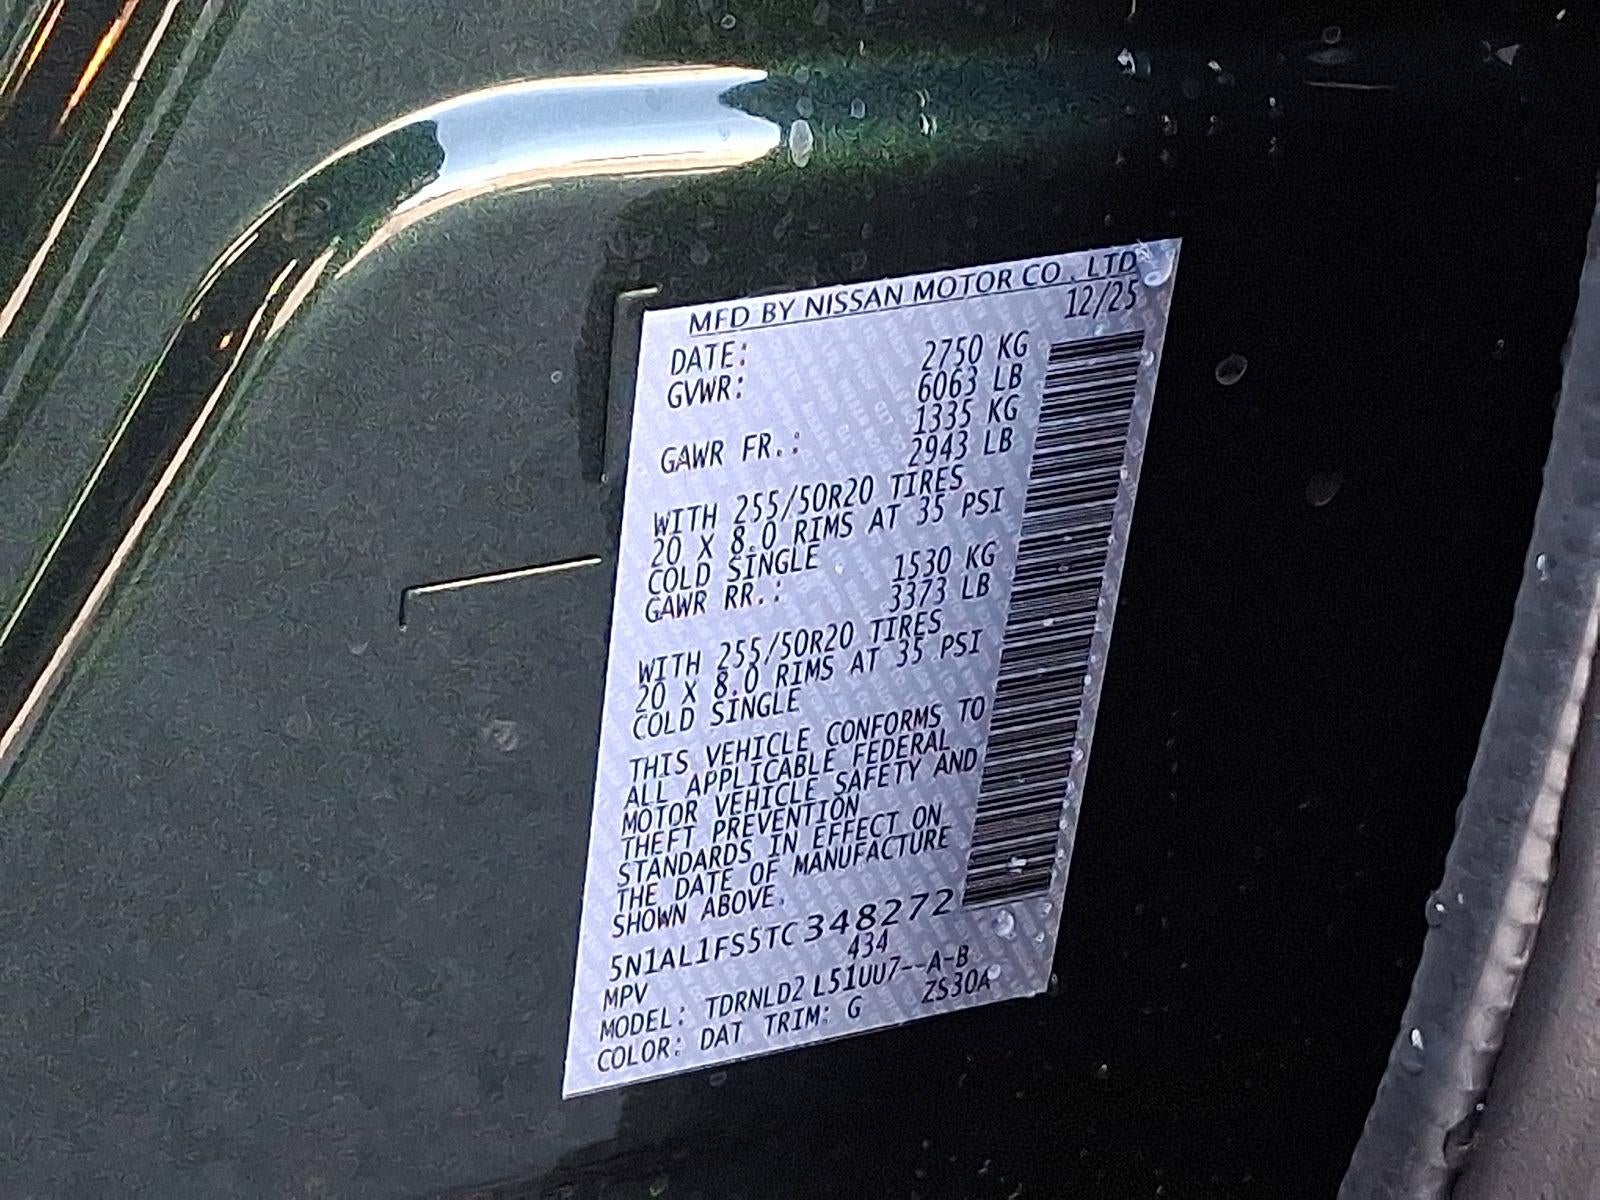 MFD BY NISSAN MOTOR CO., LTD
DATE: 12/25
GVWR: 2750 KG
6063 LB
GAWR FR.: 1335 KG
2943 LB
WITH 255/50R20 TIRES
20 X 8.0 RIMS AT 35 PSI
COLD SINGLE
GAWR RR.: 1530 KG
3373 LB
WITH 255/50R20 TIRES
20 X 8.0 RIMS AT 35 PSI
COLD SINGLE
THIS VEHICLE CONFORMS TO
ALL APPLICABLE FEDERAL
MOTOR VEHICLE SAFETY AND
THEFT PREVENTION
STANDARDS IN EFFECT ON
THE DATE OF MANUFACTURE
SHOWN ABOVE.
5N1AL1FS5TC348272
MPV 434
MODEL: TDRNLD2 L51UU7--A-B
COLOR: DAT TRIM: G ZS30A